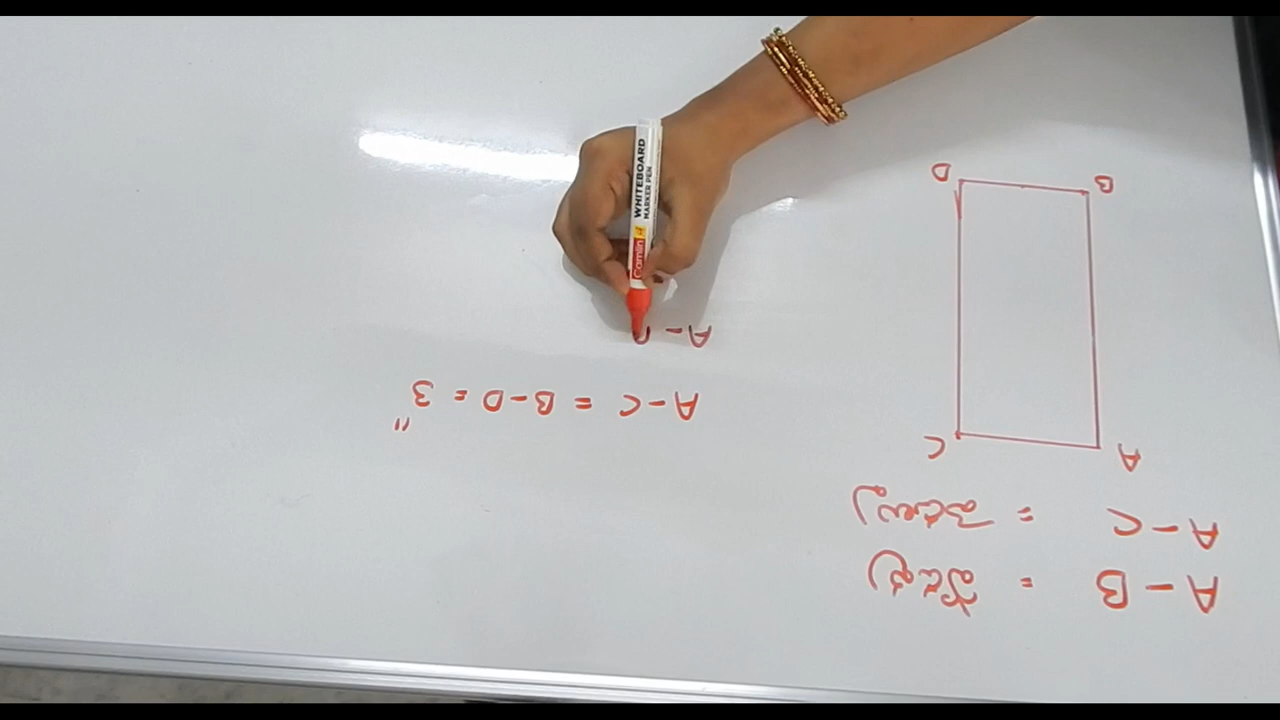 A - B =
A - C =
A
C
B
D
A - C = B - D = 3"
A -
Camlin
WHITEBOARD
MARKER PEN